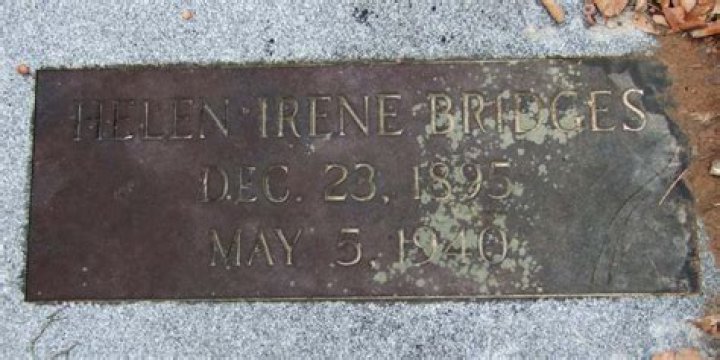 HELEN IRENE BRIDGES
DEC. 23, 1895
MAY 5, 1940